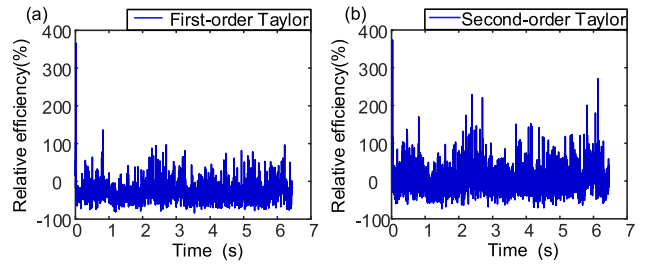 (a)
First-order Taylor
Relative efficiency(%)
400
300
200
100
0
-100
0 1 2 3 4 5 6 7
Time (s)
(b)
Second-order Taylor
Relative efficiency(%)
400
300
200
100
0
-100
0 1 2 3 4 5 6 7
Time (s)